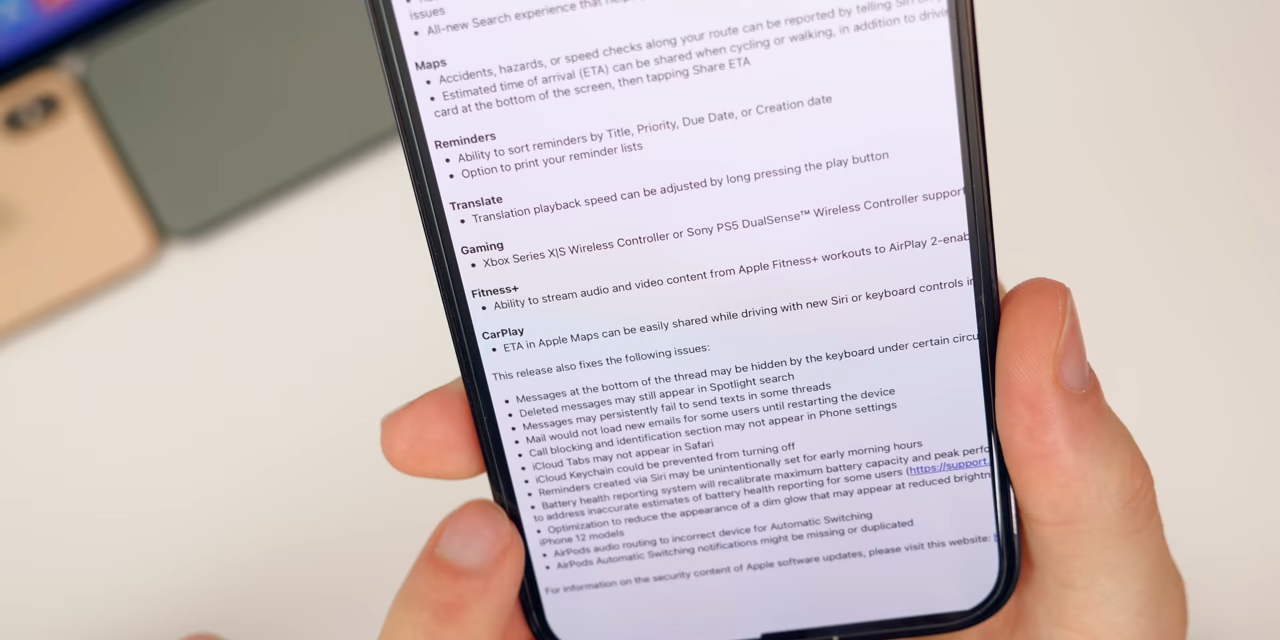 issues
• All-new Search experience that
Maps
• Accidents, hazards, or speed checks along your route can be reported by telling Siri
• Estimated time of arrival (ETA) can be shared when cycling or walking, in addition to
card at the bottom of the screen, then tapping Share ETA
Reminders
• Ability to sort reminders by Title, Priority, Due Date, or Creation date
• Option to print your reminder lists
Translate
• Translation playback speed can be adjusted by long pressing the play button
Gaming
• Xbox Series X|S Wireless Controller or Sony PS5 DualSense™ Wireless Controller support
Fitness+
• Ability to stream audio and video content from Apple Fitness+ workouts to AirPlay 2-enab
CarPlay
• ETA in Apple Maps can be easily shared while driving with new Siri or keyboard controls in
This release also fixes the following issues:
• Messages at the bottom of the thread may be hidden by the keyboard under certain circu
• Deleted messages may still appear in Spotlight search
• Messages may persistently fail to send texts in some threads
• Mail would not load new emails for some users until restarting the device
• Call blocking and identification section may not appear in Phone settings
• iCloud Tabs may not appear in Safari
• iCloud Keychain could be prevented from turning off
• Reminders created via Siri may be unintentionally set for early morning hours
• Battery health reporting system will recalibrate maximum battery capacity and peak perfo
to address inaccurate estimates of battery health reporting for some users (https://support.
• Optimization to reduce the appearance of a dim glow that may appear at reduced brightn
iPhone 12 models
• AirPods audio routing to incorrect device for Automatic Switching
• AirPods Automatic Switching notifications might be missing or duplicated
For information on the security content of Apple software updates, please visit this website: